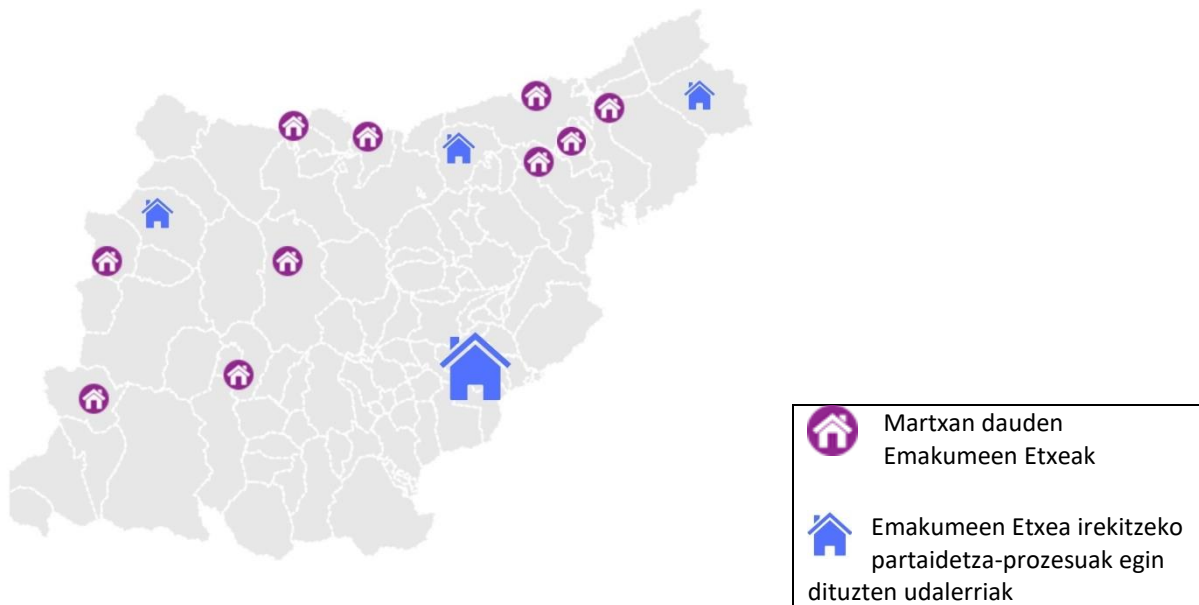 Martxan dauden
Emakumeen Etxeak
Emakumeen Etxea irekitzeko
partaidetza-prozesuak egin
dituzten udalerriak